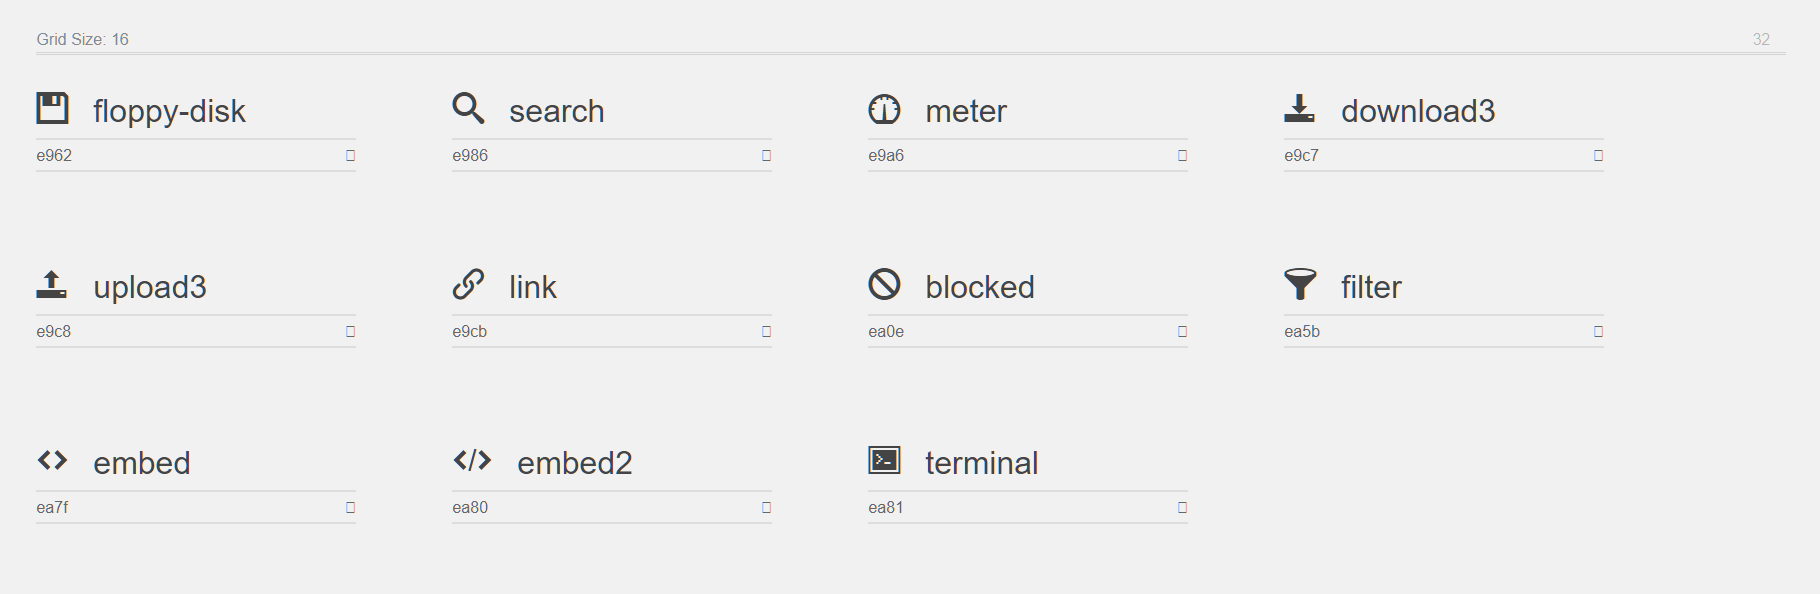 Grid Size: 16 32
floppy-disk search meter download3
e962 e986 e9a6 e9c7
upload3 link blocked filter
e9c8 e9cb ea0e ea5b
embed embed2 terminal
ea7f ea80 ea81